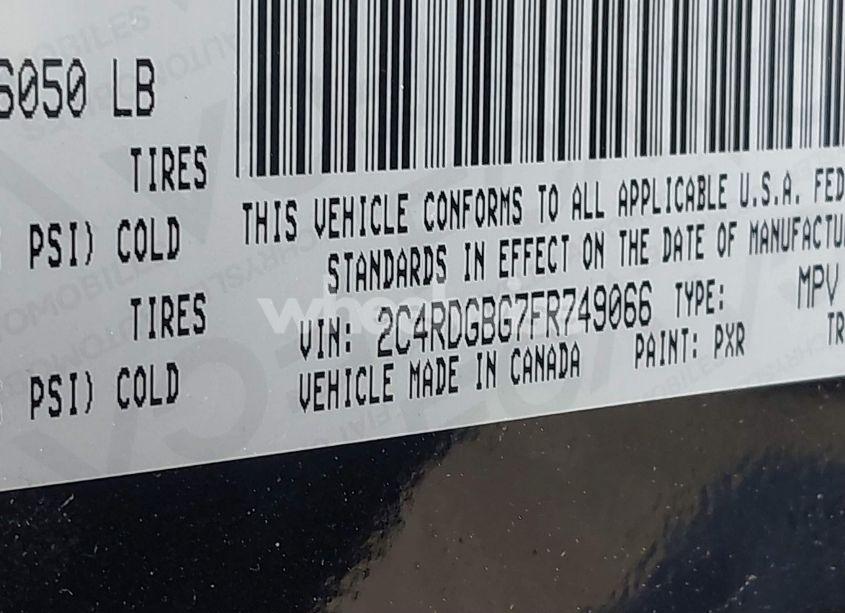 6050 LB
TIRES
PSI) COLD
TIRES
PSI) COLD
THIS VEHICLE CONFORMS TO ALL APPLICABLE U.S.A. FED
STANDARDS IN EFFECT ON THE DATE OF MANUFACTU
VIN: 2C4RDGBG7FR749066 TYPE: MPV
VEHICLE MADE IN CANADA PAINT: PXR TR